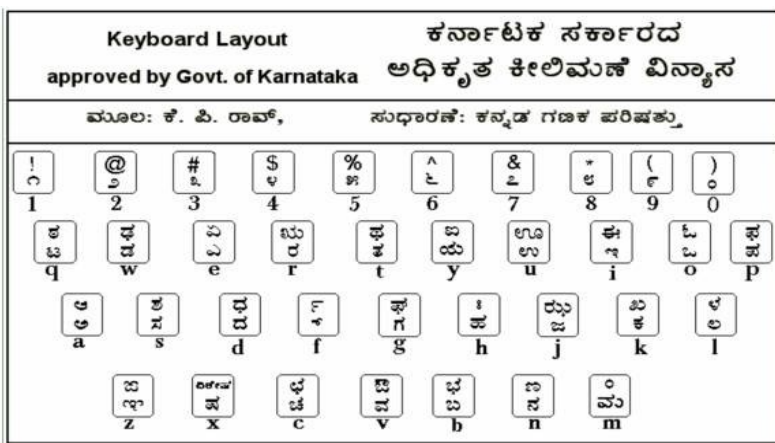 Keyboard Layout
approved by Govt. of Karnataka
ಕರ್ನಾಟಕ ಸರ್ಕಾರದ
ಅಧಿಕೃತ ಕೀಲಿಮಣೆ ವಿನ್ಯಾಸ
ಮೂಲ: ಕೆ. ಪಿ. ರಾವ್, ಸುಧಾರಣೆ: ಕನ್ನಡ ಗಣಕ ಪರಿಷತ್ತು
! @ # $ % ^ & * ( )
೧ ೨ ೩ ೪ ೫ ೬ ೭ ೮ ೯ ೦
1 2 3 4 5 6 7 8 9 0
ಠ ಢ ಏ ಋ ಥ ಐ ಊ ಈ ಓ ಫ
ಟ ಡ ಎ ರ ತ ಯ ಉ ಇ ಒ ಪ
q w e r t y u i o p
ಆ ಶ ಧ ಘ ಃ ಝ ಖ ಳ
ಅ ಸ ದ ಗ ಹ ಜ ಕ ಲ
a s d f g h j k l
ಛ ಭ ಣ ಂ
ಞ ಷ ಚ ಬ ನ ಮ
z x c v b n m